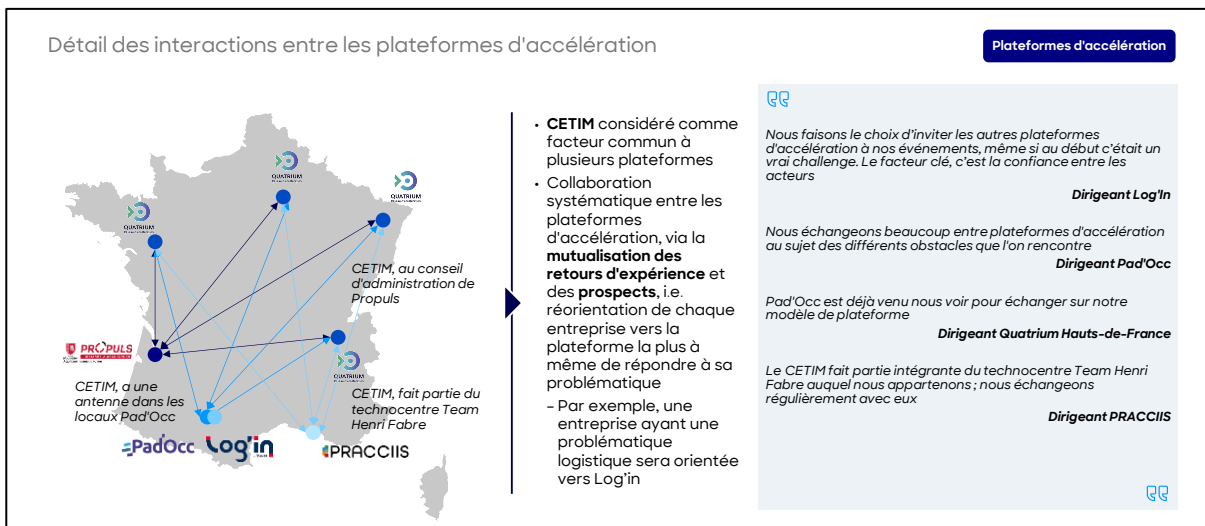 Détail des interactions entre les plateformes d'accélération
Plateformes d'accélération
QUATRIUM
QUATRIUM
QUATRIUM
CETIM, au conseil
d'administration de
Propuls
PROPULS
CETIM, a une
antenne dans les
locaux Pad'Occ
QUATRIUM
CETIM, fait partie du
technocentre Team
Henri Fabre
Pad'Occ
Log'in
PRACCIIS
• CETIM considéré comme
facteur commun à
plusieurs plateformes
• Collaboration
systématique entre les
plateformes
d'accélération, via la
mutualisation des
retours d'expérience et
des prospects, i.e.
réorientation de chaque
entreprise vers la
plateforme la plus à
même de répondre à sa
problématique
– Par exemple, une
entreprise ayant une
problématique
logistique sera orientée
vers Log'in
Nous faisons le choix d'inviter les autres plateformes
d'accélération à nos événements, même si au début c'était un
vrai challenge. Le facteur clé, c'est la confiance entre les
acteurs
Dirigeant Log'In
Nous échangeons beaucoup entre plateformes d'accélération
au sujet des différents obstacles que l'on rencontre
Dirigeant Pad'Occ
Pad'Occ est déjà venu nous voir pour échanger sur notre
modèle de plateforme
Dirigeant Quatrium Hauts-de-France
Le CETIM fait partie intégrante du technocentre Team Henri
Fabre auquel nous appartenons ; nous échangeons
régulièrement avec eux
Dirigeant PRACCIIS